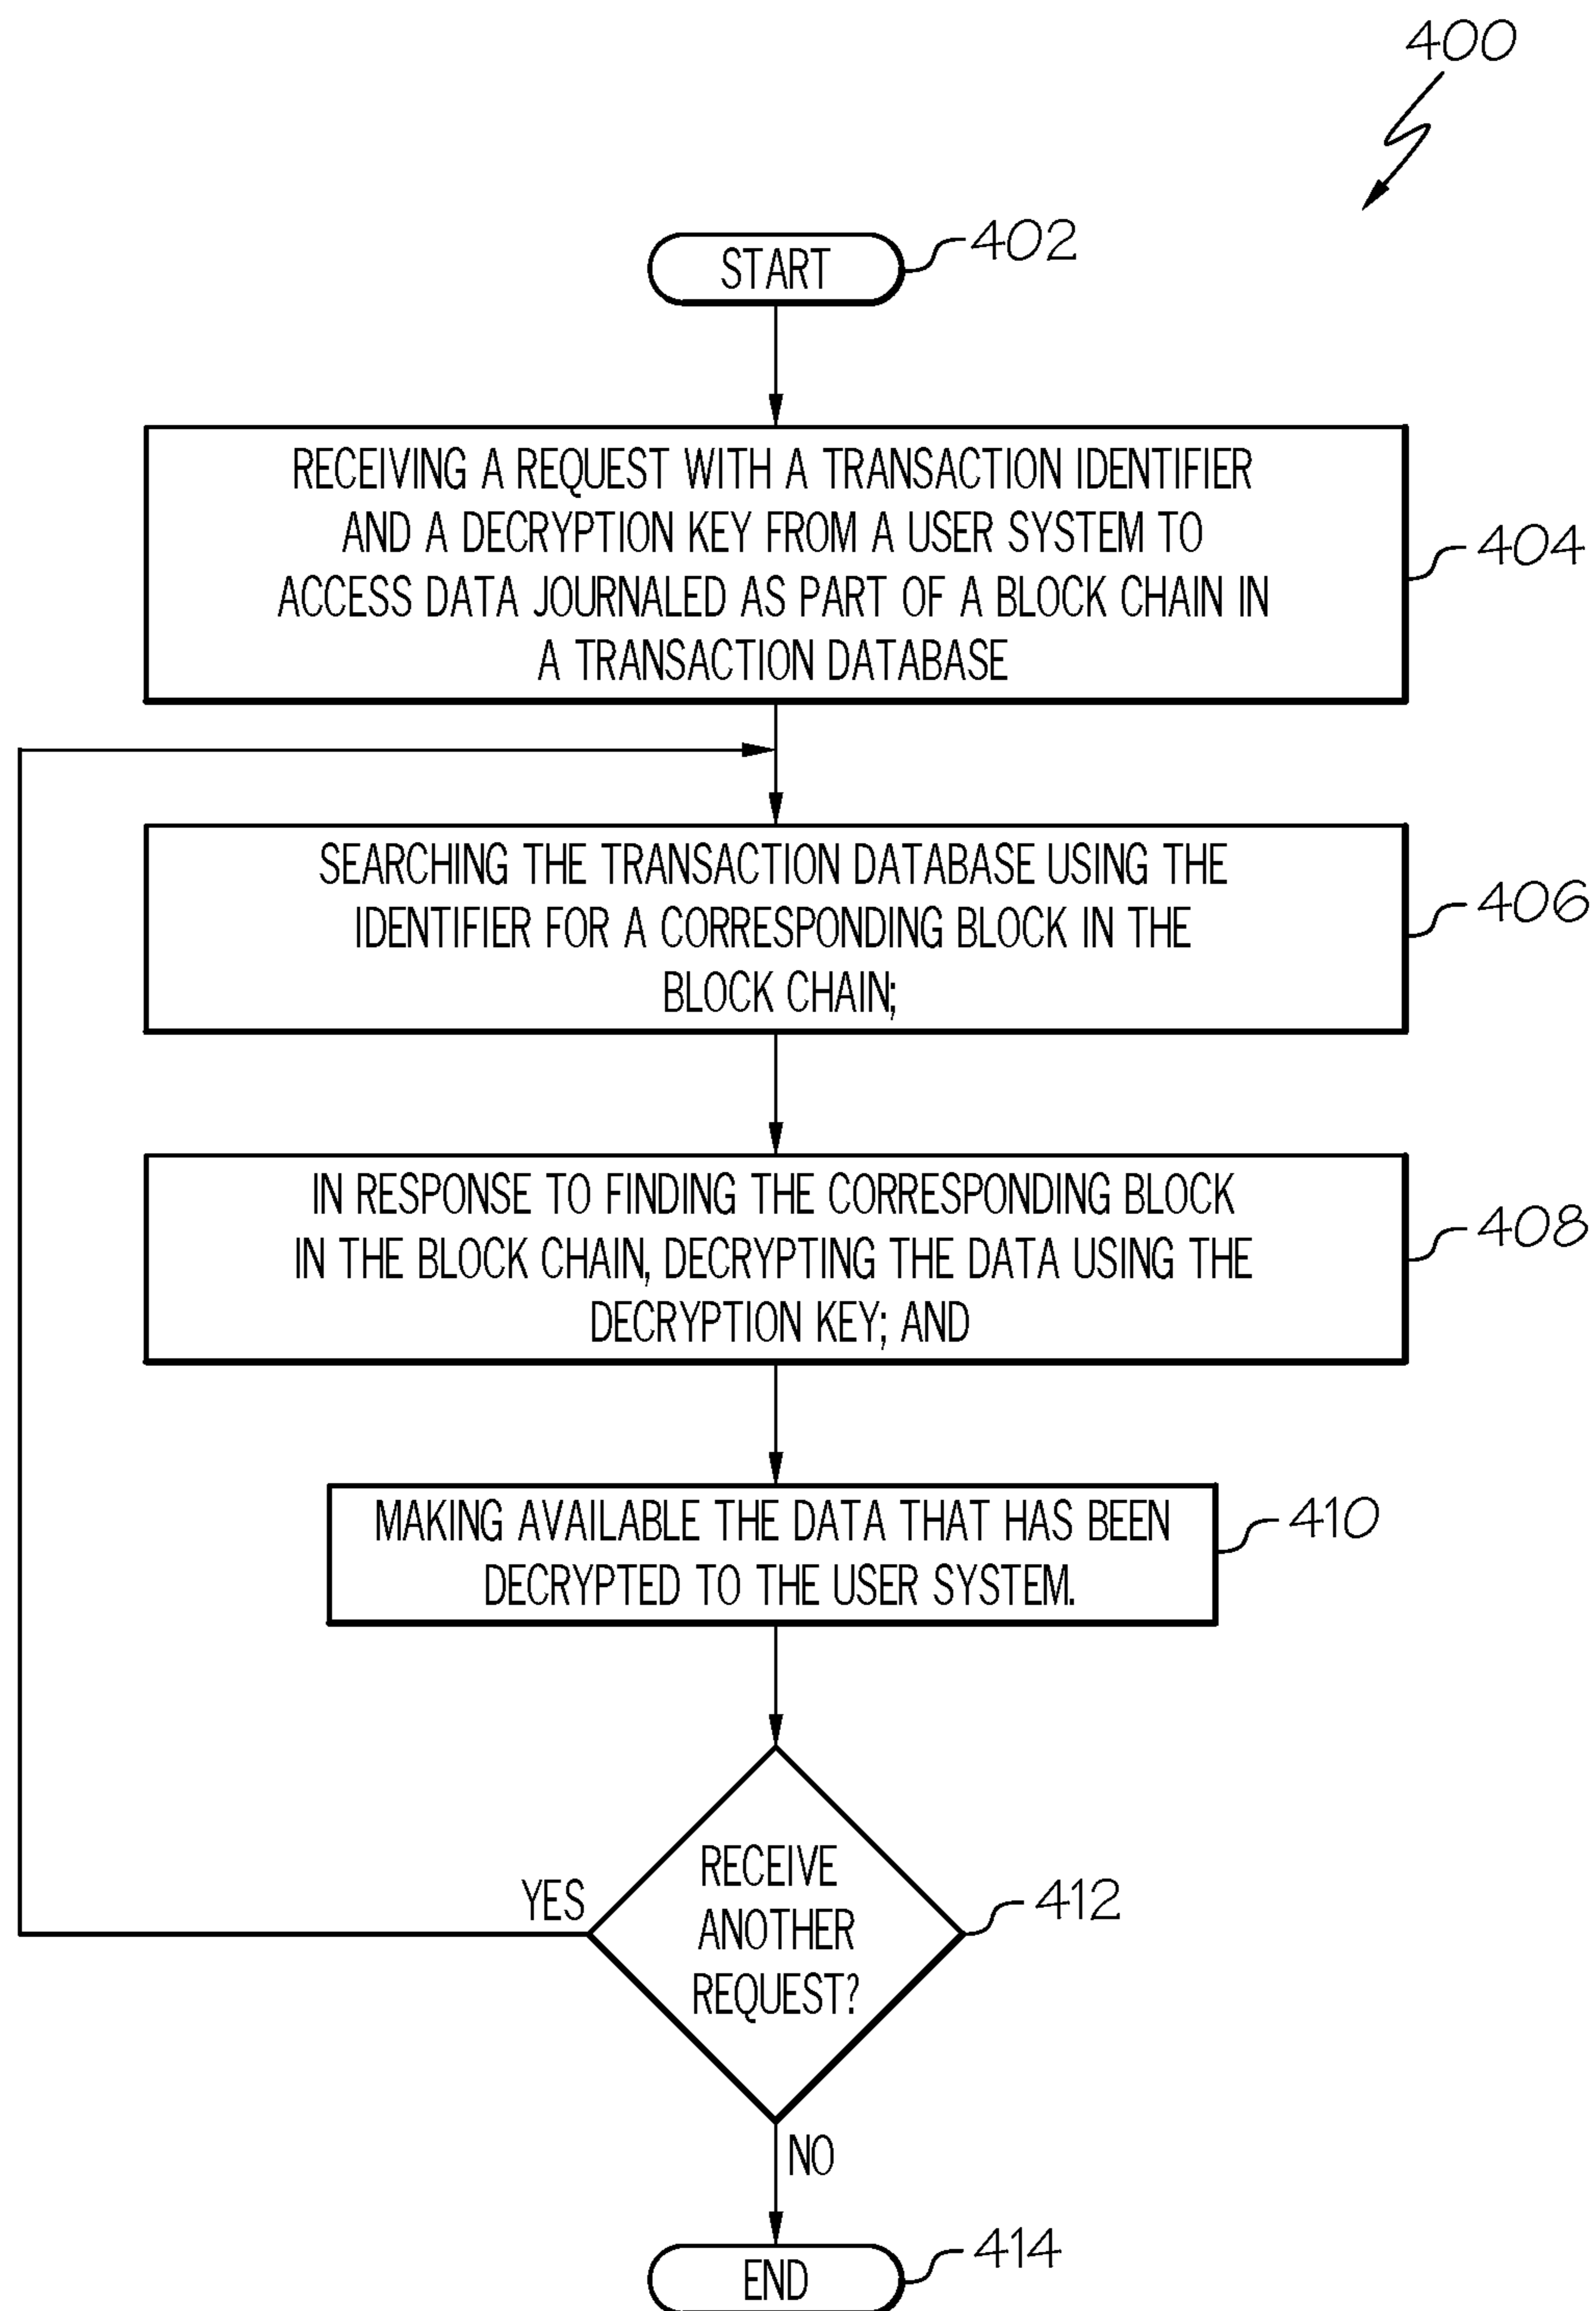 400
START
402
RECEIVING A REQUEST WITH A TRANSACTION IDENTIFIER
AND A DECRYPTION KEY FROM A USER SYSTEM TO
ACCESS DATA JOURNALED AS PART OF A BLOCK CHAIN IN
A TRANSACTION DATABASE
404
SEARCHING THE TRANSACTION DATABASE USING THE
IDENTIFIER FOR A CORRESPONDING BLOCK IN THE
BLOCK CHAIN;
406
IN RESPONSE TO FINDING THE CORRESPONDING BLOCK
IN THE BLOCK CHAIN, DECRYPTING THE DATA USING THE
DECRYPTION KEY; AND
408
MAKING AVAILABLE THE DATA THAT HAS BEEN
DECRYPTED TO THE USER SYSTEM.
410
RECEIVE
ANOTHER
REQUEST?
412
YES
NO
END
414